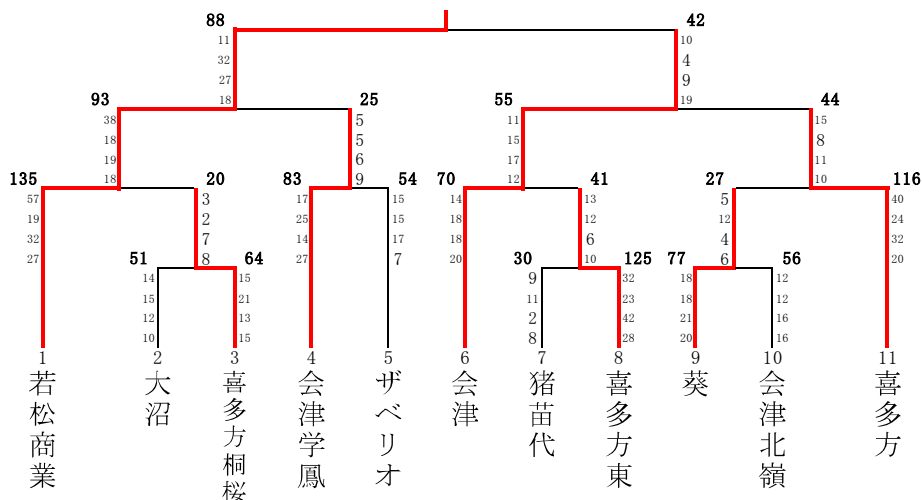 88 42
11 10
32 4
27 9
18 19
93 25 55 44
38 5 11 15
18 5 15 8
19 6 17 11
18 9 12 10
135 20 83 54 70 41 27 116
57 3 17 15 14 13 5 40
19 2 25 15 18 12 12 24
32 7 14 17 18 6 4 32
27 8 27 7 20 10 6 20
51 64 30 125 77 56
14 15 9 32 18 12
15 21 11 23 18 12
12 13 2 42 21 16
10 15 8 28 20 16
1 2 3 4 5 6 7 8 9 10 11
若松商業
大沼
喜多方桐桜
会津学鳳
ザベリオ
会津
猪苗代
喜多方東
葵
会津北嶺
喜多方